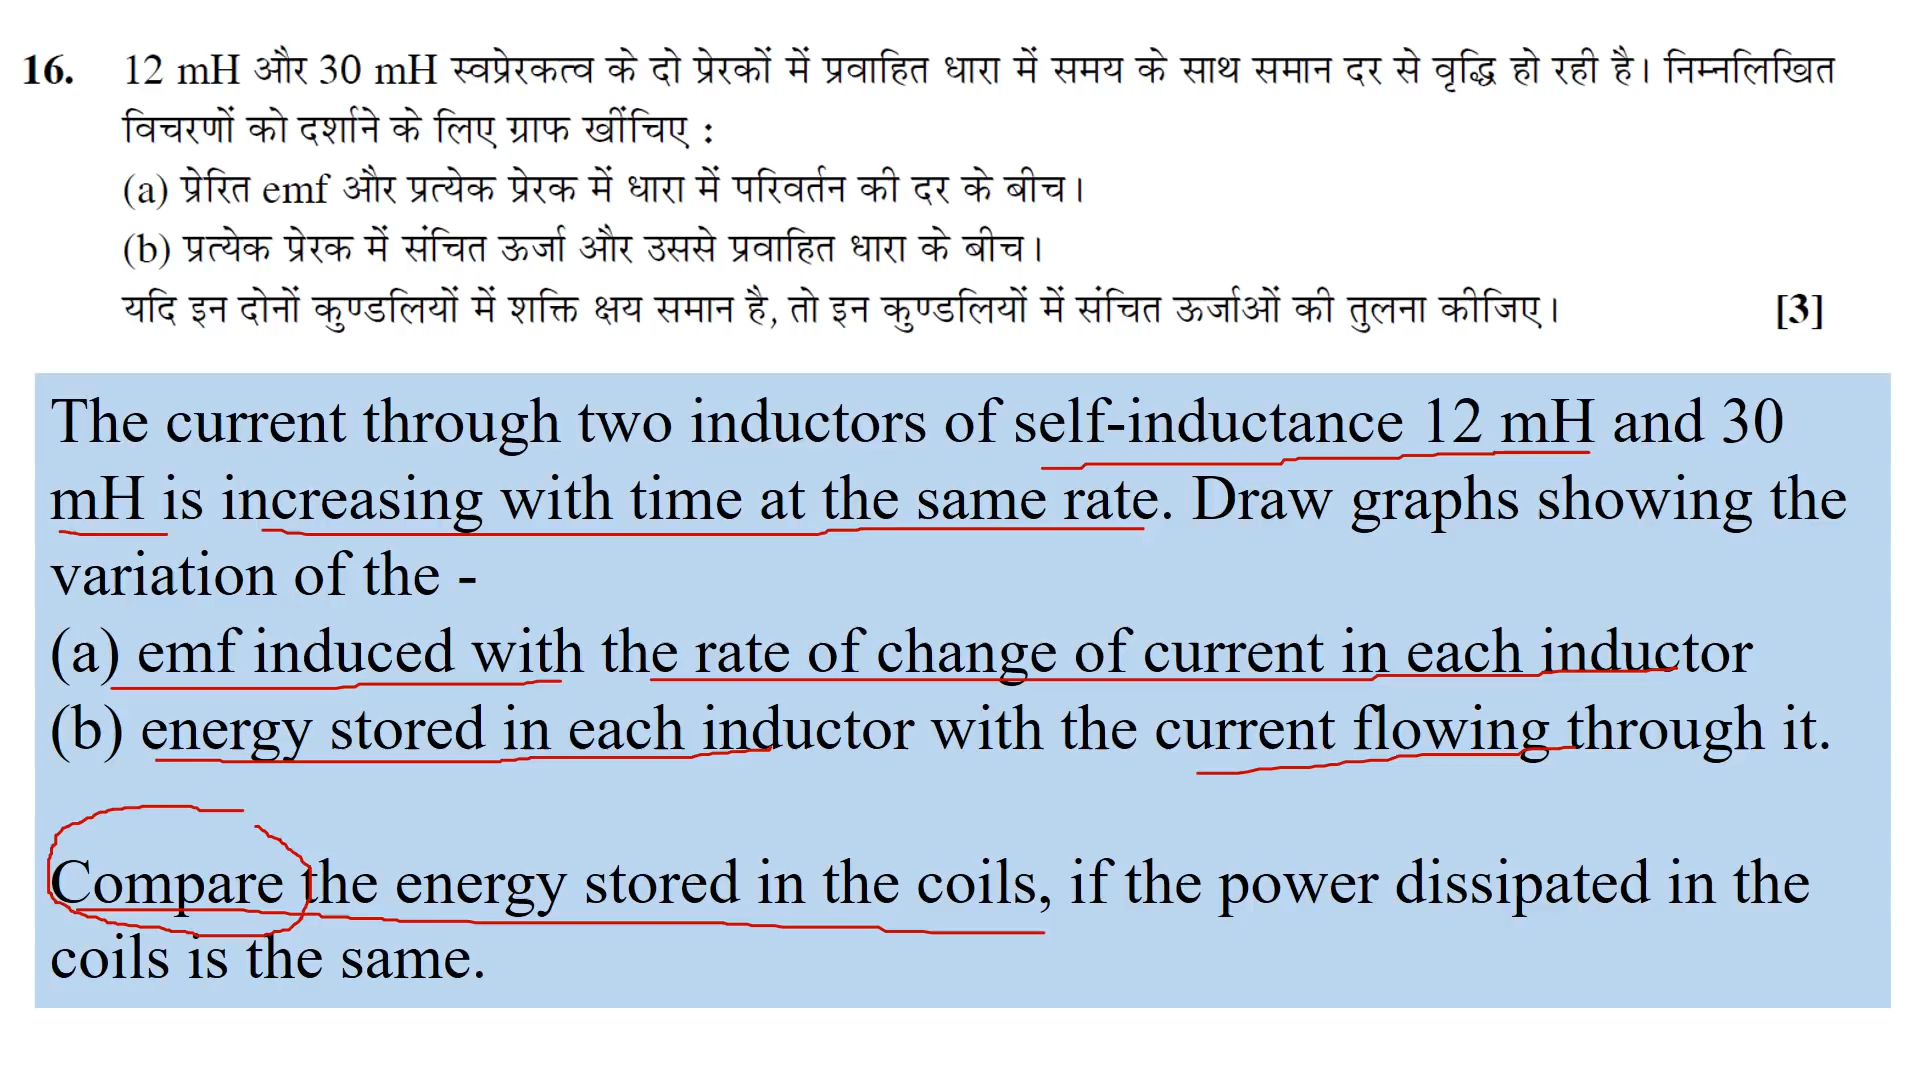 16. 12 mH और 30 mH स्वप्रेरकत्व के दो प्रेरकों में प्रवाहित धारा में समय के साथ समान दर से वृद्धि हो रही है। निम्नलिखित
विचरणों को दर्शाने के लिए ग्राफ खींचिए :
(a) प्रेरित emf और प्रत्येक प्रेरक में धारा में परिवर्तन की दर के बीच।
(b) प्रत्येक प्रेरक में संचित ऊर्जा और उससे प्रवाहित धारा के बीच।
यदि इन दोनों कुण्डलियों में शक्ति क्षय समान है, तो इन कुण्डलियों में संचित ऊर्जाओं की तुलना कीजिए। [3]
The current through two inductors of self-inductance 12 mH and 30
mH is increasing with time at the same rate. Draw graphs showing the
variation of the -
(a) emf induced with the rate of change of current in each inductor
(b) energy stored in each inductor with the current flowing through it.
Compare the energy stored in the coils, if the power dissipated in the
coils is the same.